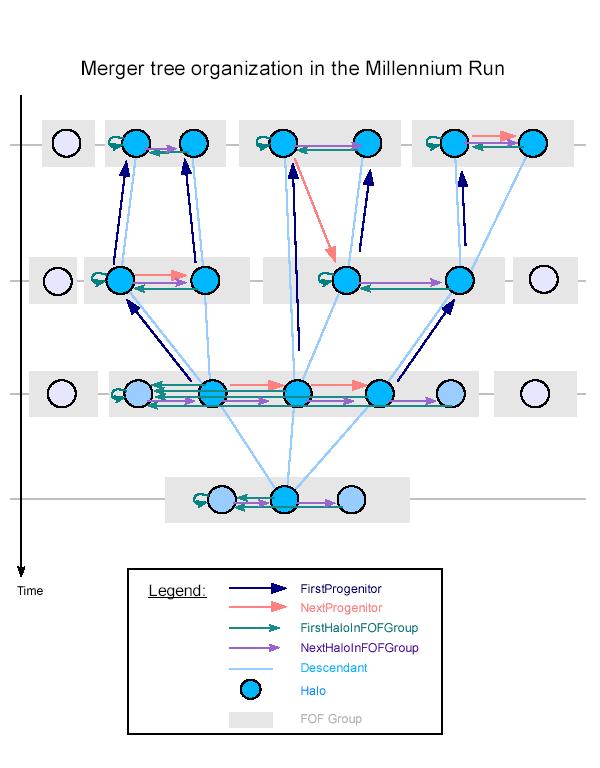 Merger tree organization in the Millennium Run
Time
Legend:
FirstProgenitor
NextProgenitor
FirstHaloInFOFGroup
NextHaloInFOFGroup
Descendant
Halo
FOF Group